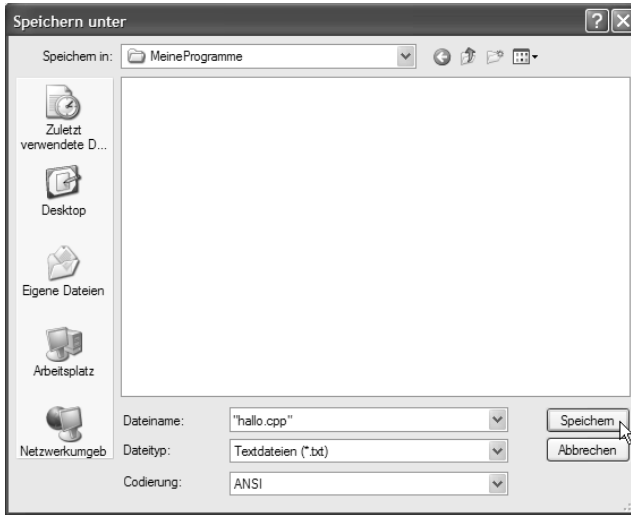 Speichern unter
Speichern in:
MeineProgramme
Zuletzt
verwendete D...
Desktop
Eigene Dateien
Arbeitsplatz
Netzwerkumgeb
Dateiname:
"hallo.cpp"
Speichern
Dateityp:
Textdateien (*.txt)
Abbrechen
Codierung:
ANSI